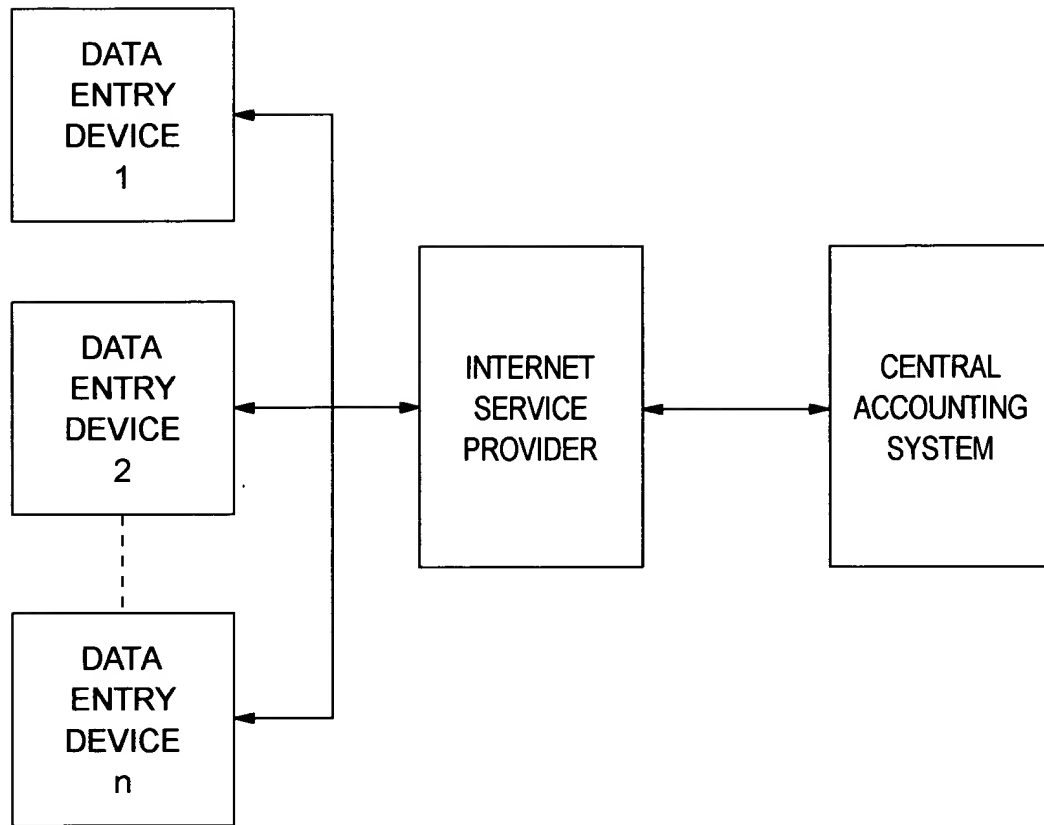 DATA
ENTRY
DEVICE
1
DATA
ENTRY
DEVICE
2
DATA
ENTRY
DEVICE
n
INTERNET
SERVICE
PROVIDER
CENTRAL
ACCOUNTING
SYSTEM